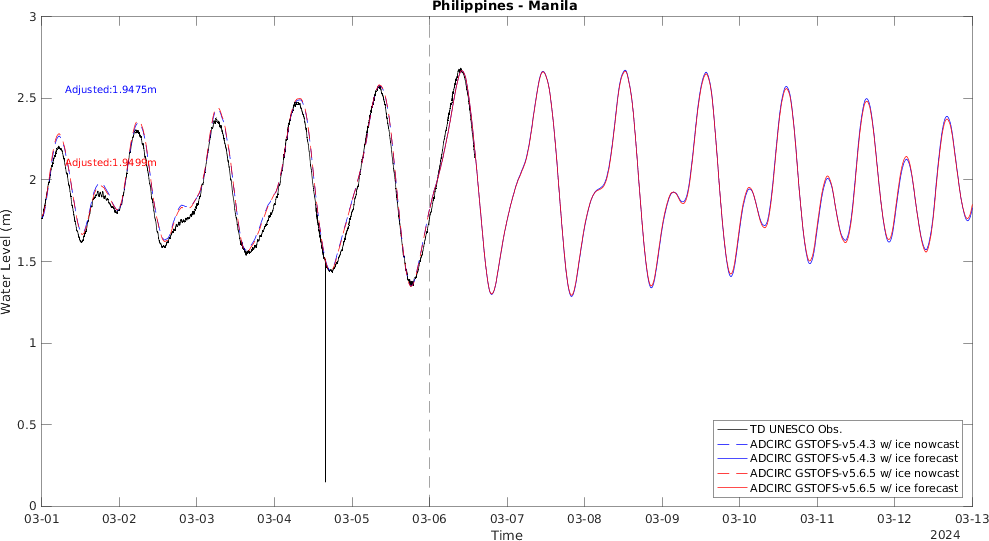 Philippines - Manila
3
2.5
2
1.5
1
0.5
0
Water Level (m)
Adjusted:1.9475m
Adjusted:1.9499m
TD UNESCO Obs.
ADCIRC GSTOFS-v5.4.3 w/ ice nowcast
ADCIRC GSTOFS-v5.4.3 w/ ice forecast
ADCIRC GSTOFS-v5.6.5 w/ ice nowcast
ADCIRC GSTOFS-v5.6.5 w/ ice forecast
03-01 03-02 03-03 03-04 03-05 03-06 03-07 03-08 03-09 03-10 03-11 03-12 03-13
Time
2024